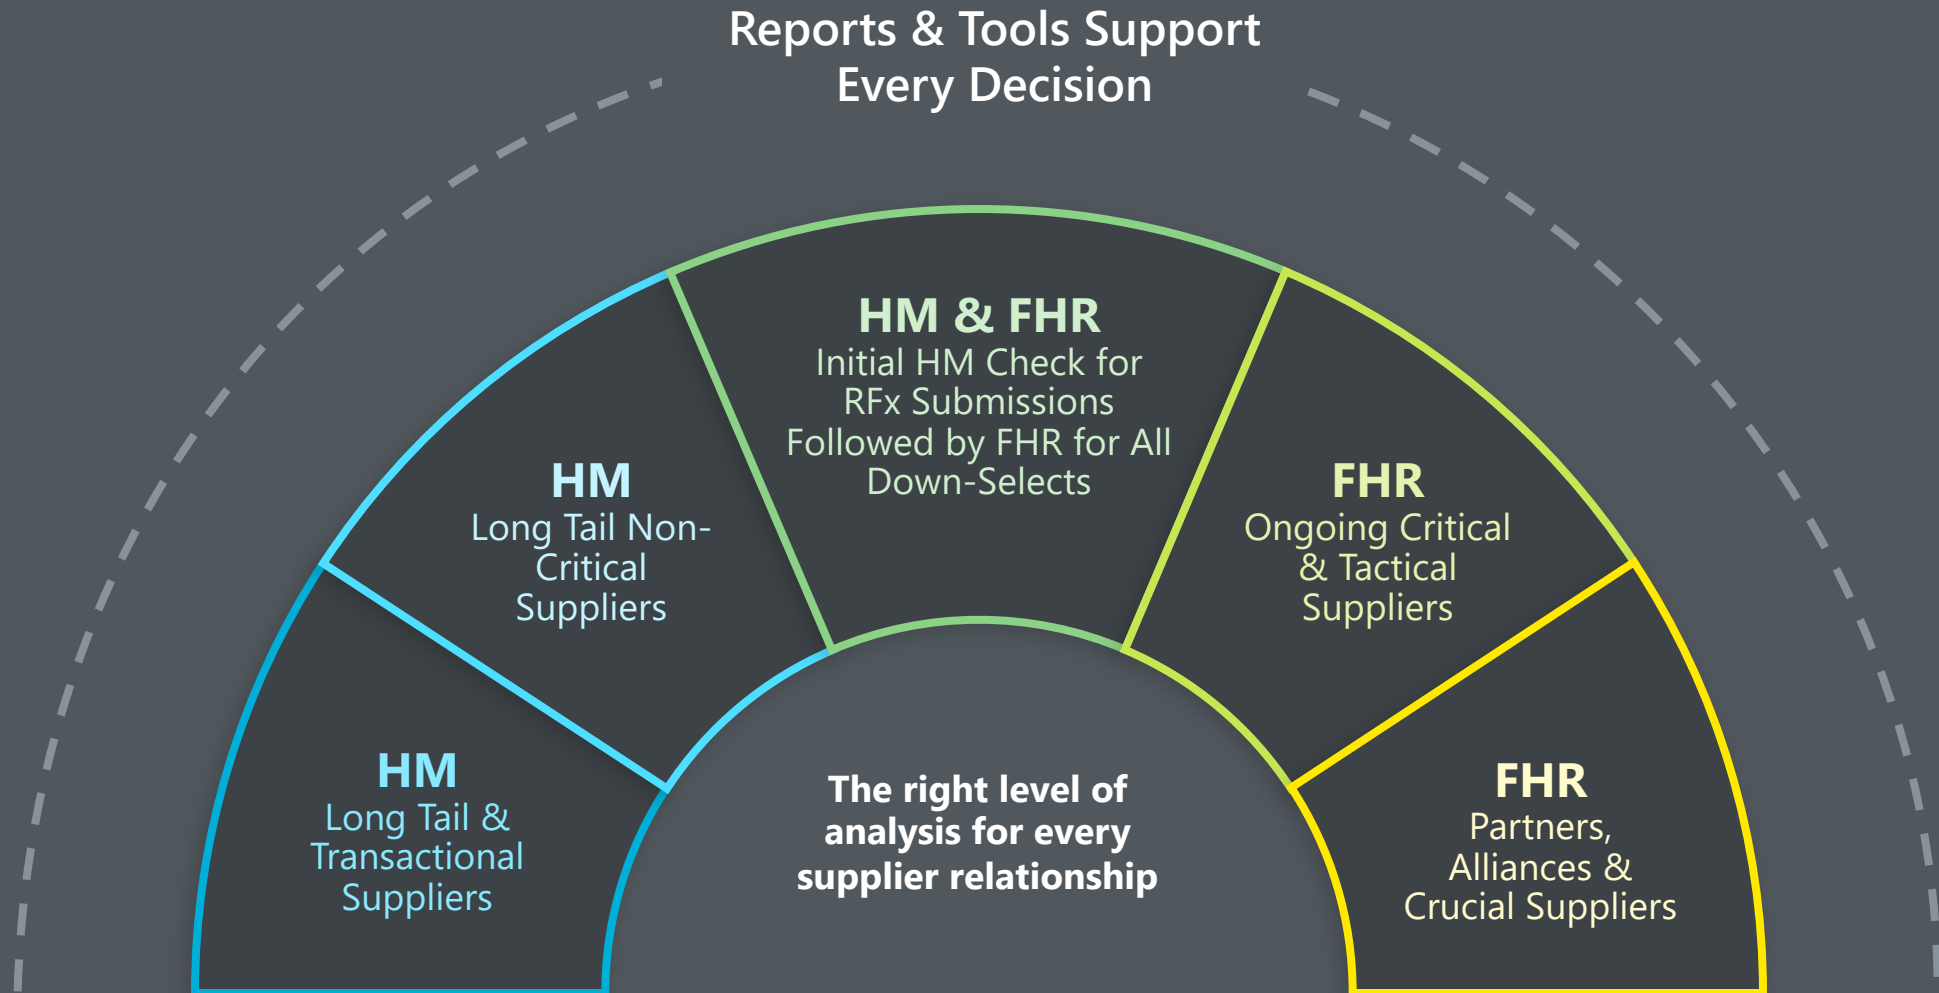 Reports & Tools Support
Every Decision
HM
Long Tail &
Transactional
Suppliers
HM
Long Tail Non-
Critical
Suppliers
HM & FHR
Initial HM Check for
RFx Submissions
Followed by FHR for All
Down-Selects
FHR
Ongoing Critical
& Tactical
Suppliers
FHR
Partners,
Alliances &
Crucial Suppliers
The right level of
analysis for every
supplier relationship